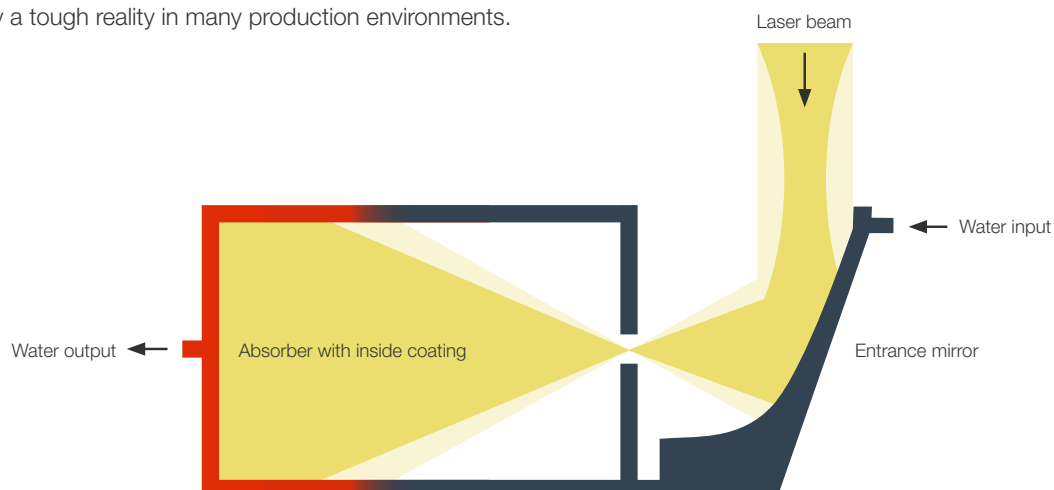 a tough reality in many production environments.
Laser beam
Water input
Water output
Absorber with inside coating
Entrance mirror